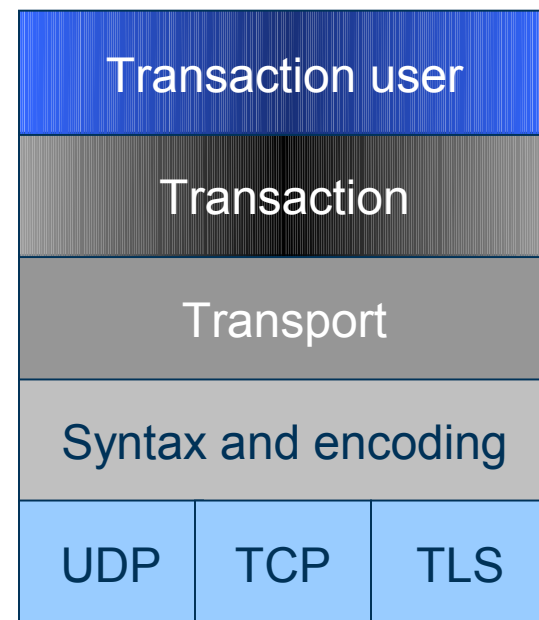 Transaction user
Transaction
Transport
Syntax and encoding
UDP TCP TLS